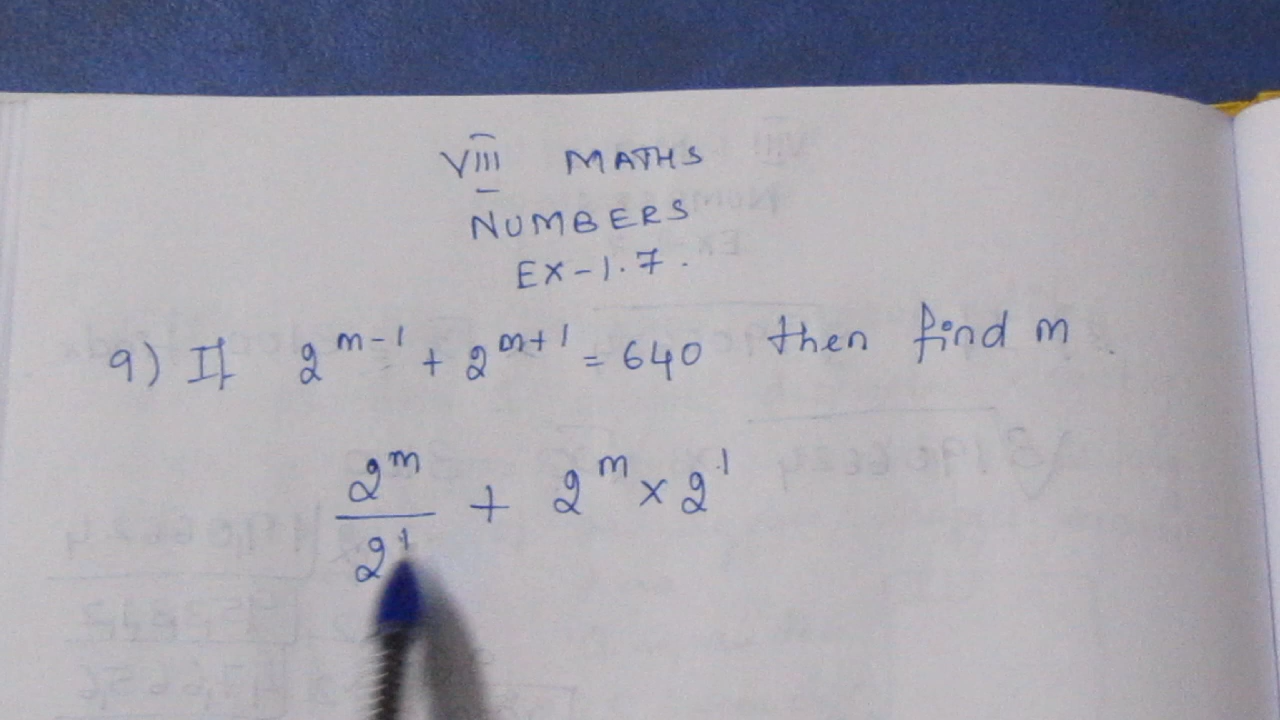 VIII MATHS
NUMBERS
EX-1.7.
9) If 2^{m-1} + 2^{m+1} = 640 then find m.
\frac{2^m}{2^1} + 2^m × 2^1